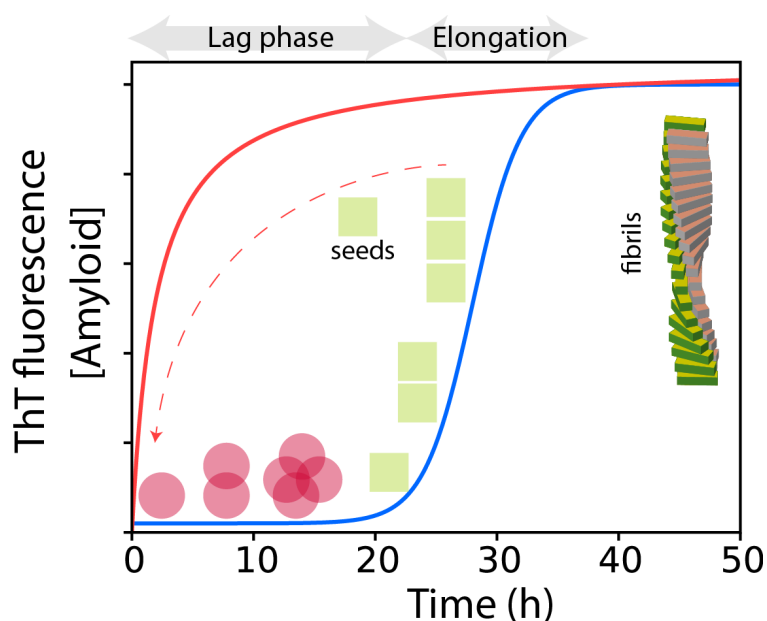 Lag phase
Elongation
ThT fluorescence
[Amyloid]
seeds
fibrils
0 10 20 30 40 50
Time (h)